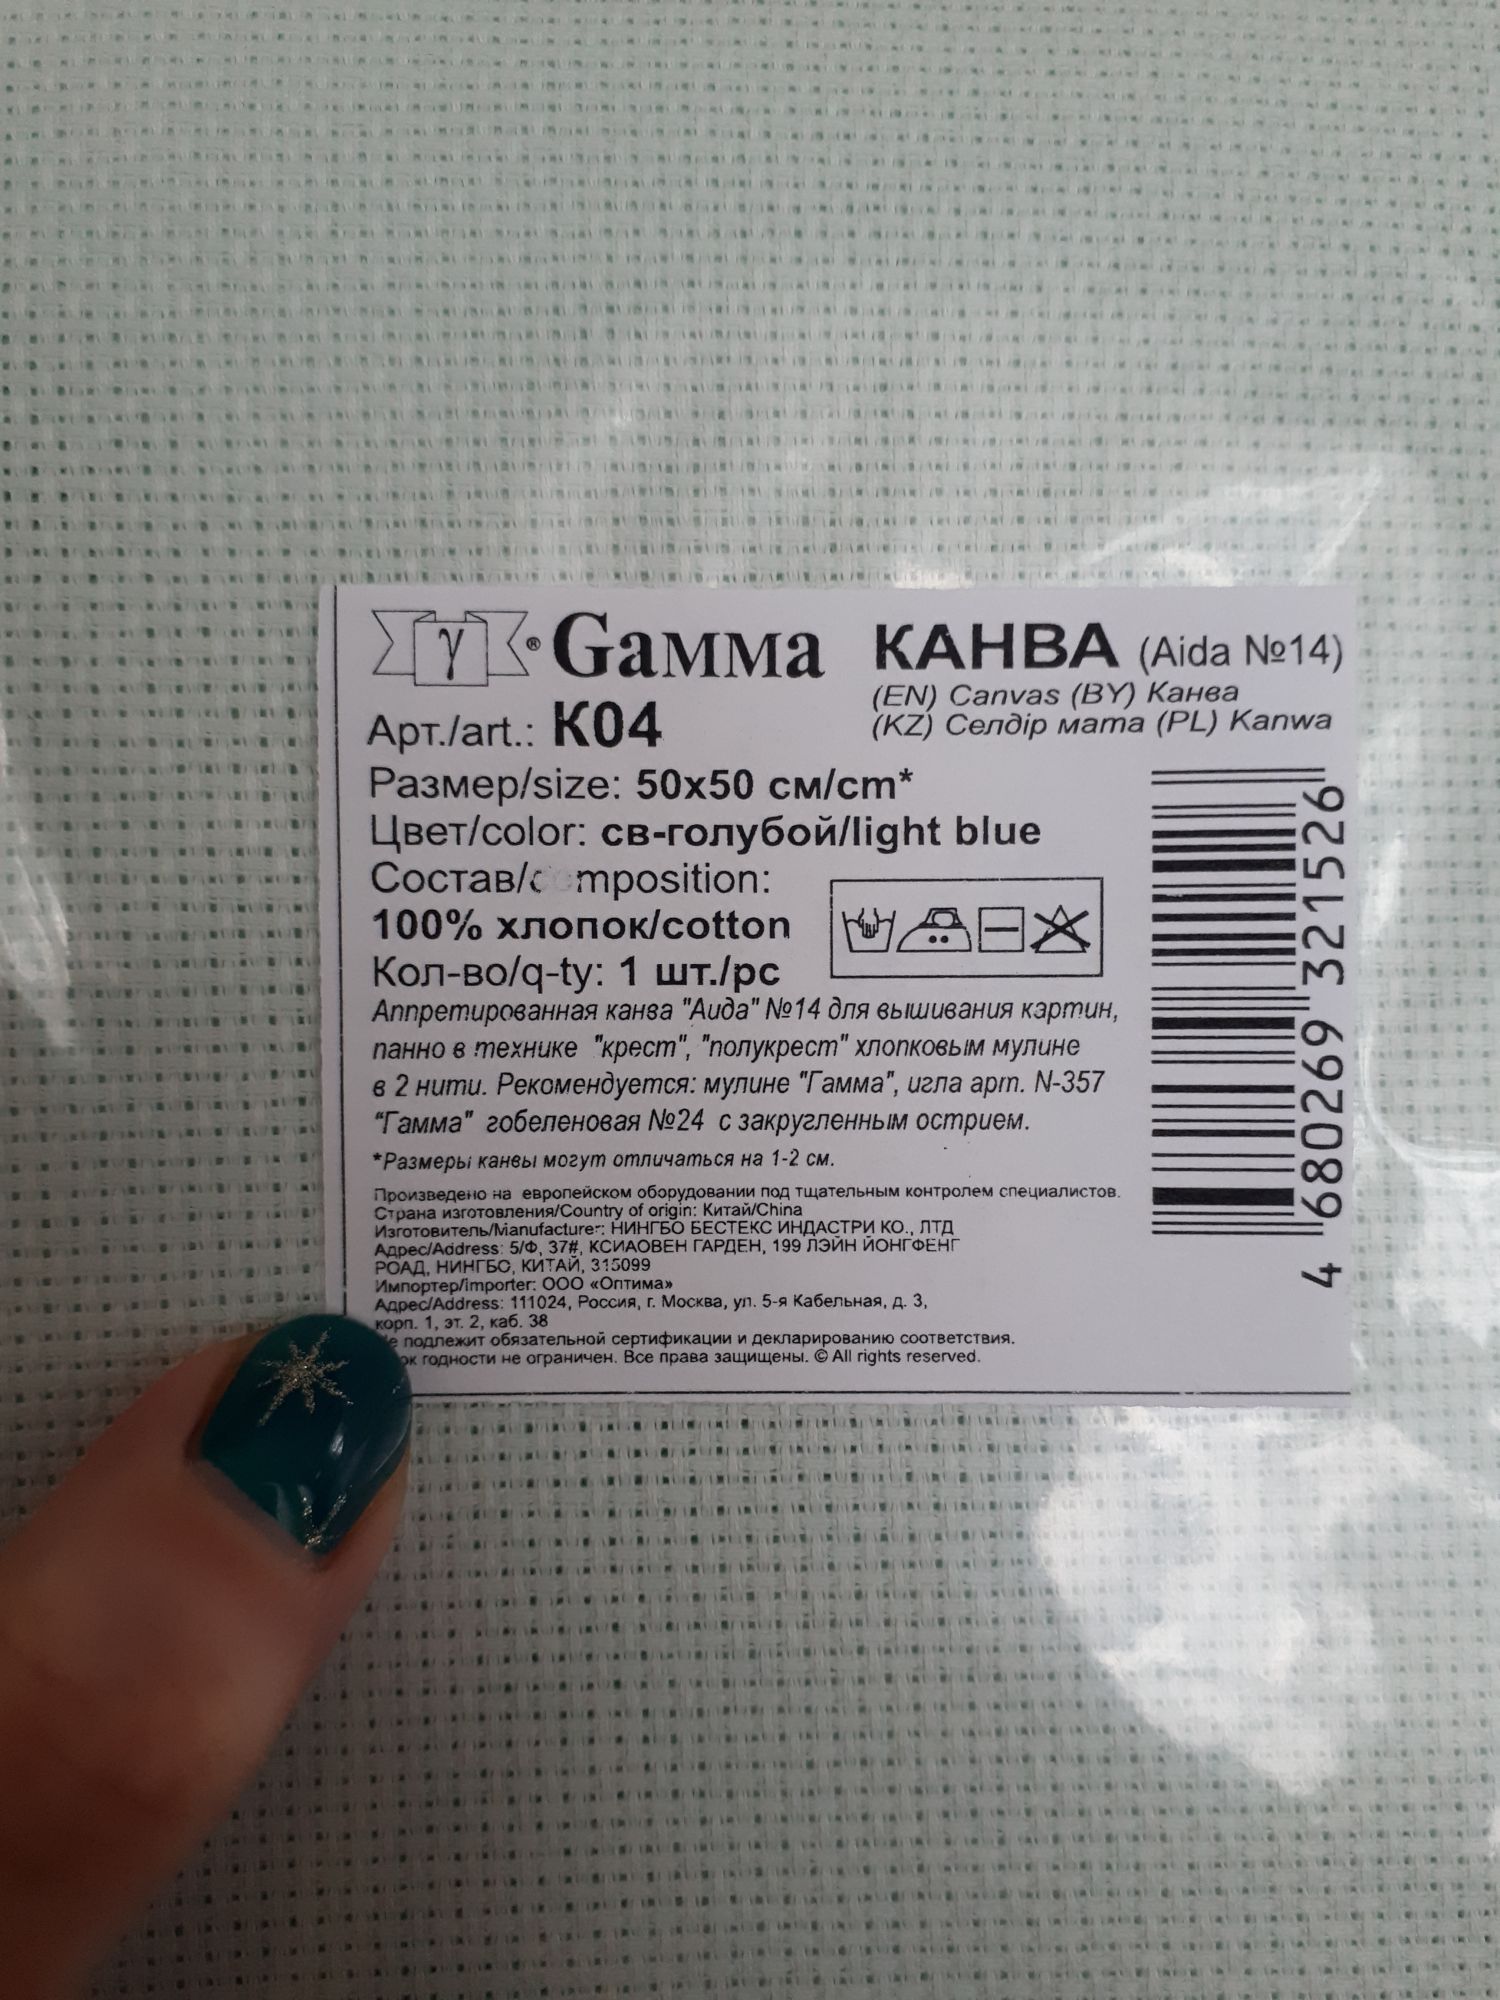 γ ® Gамма
КАНВА (Aida №14)
(EN) Canvas (BY) Канва
(KZ) Селдір мата (PL) Kanwa
Арт./art.: К04
Размер/size: 50х50 см/cm*
Цвет/color: св-голубой/light blue
Состав/c mposition:
100% хлопок/cotton
Кол-во/q-ty: 1 шт./pc
Аппретированная канва "Аида" №14 для вышивания картин,
панно в технике "крест", "полукрест" хлопковым мулине
в 2 нити. Рекомендуется: мулине "Гамма", игла арт. N-357
"Гамма" гобеленовая №24 с закругленным острием.
*Размеры канвы могут отличаться на 1-2 см.
Произведено на европейском оборудовании под тщательным контролем специалистов.
Страна изготовления/Country of origin: Китай/China
Изготовитель/Manufacturer: НИНГБО БЕСТЕКС ИНДАСТРИ КО., ЛТД
Адрес/Address: 5/Ф, 37#, КСИАОВЕН ГАРДЕН, 199 ЛЭЙН ЙОНГФЕНГ
РОАД, НИНГБО, КИТАЙ, 315099
Импортер/importer: ООО «Оптима»
Адрес/Address: 111024, Россия, г. Москва, ул. 5-я Кабельная, д. 3,
корп. 1, эт. 2, каб. 38
подлежит обязательной сертификации и декларированию соответствия.
годности не ограничен. Все права защищены. © All rights reserved.
4 680269 321526